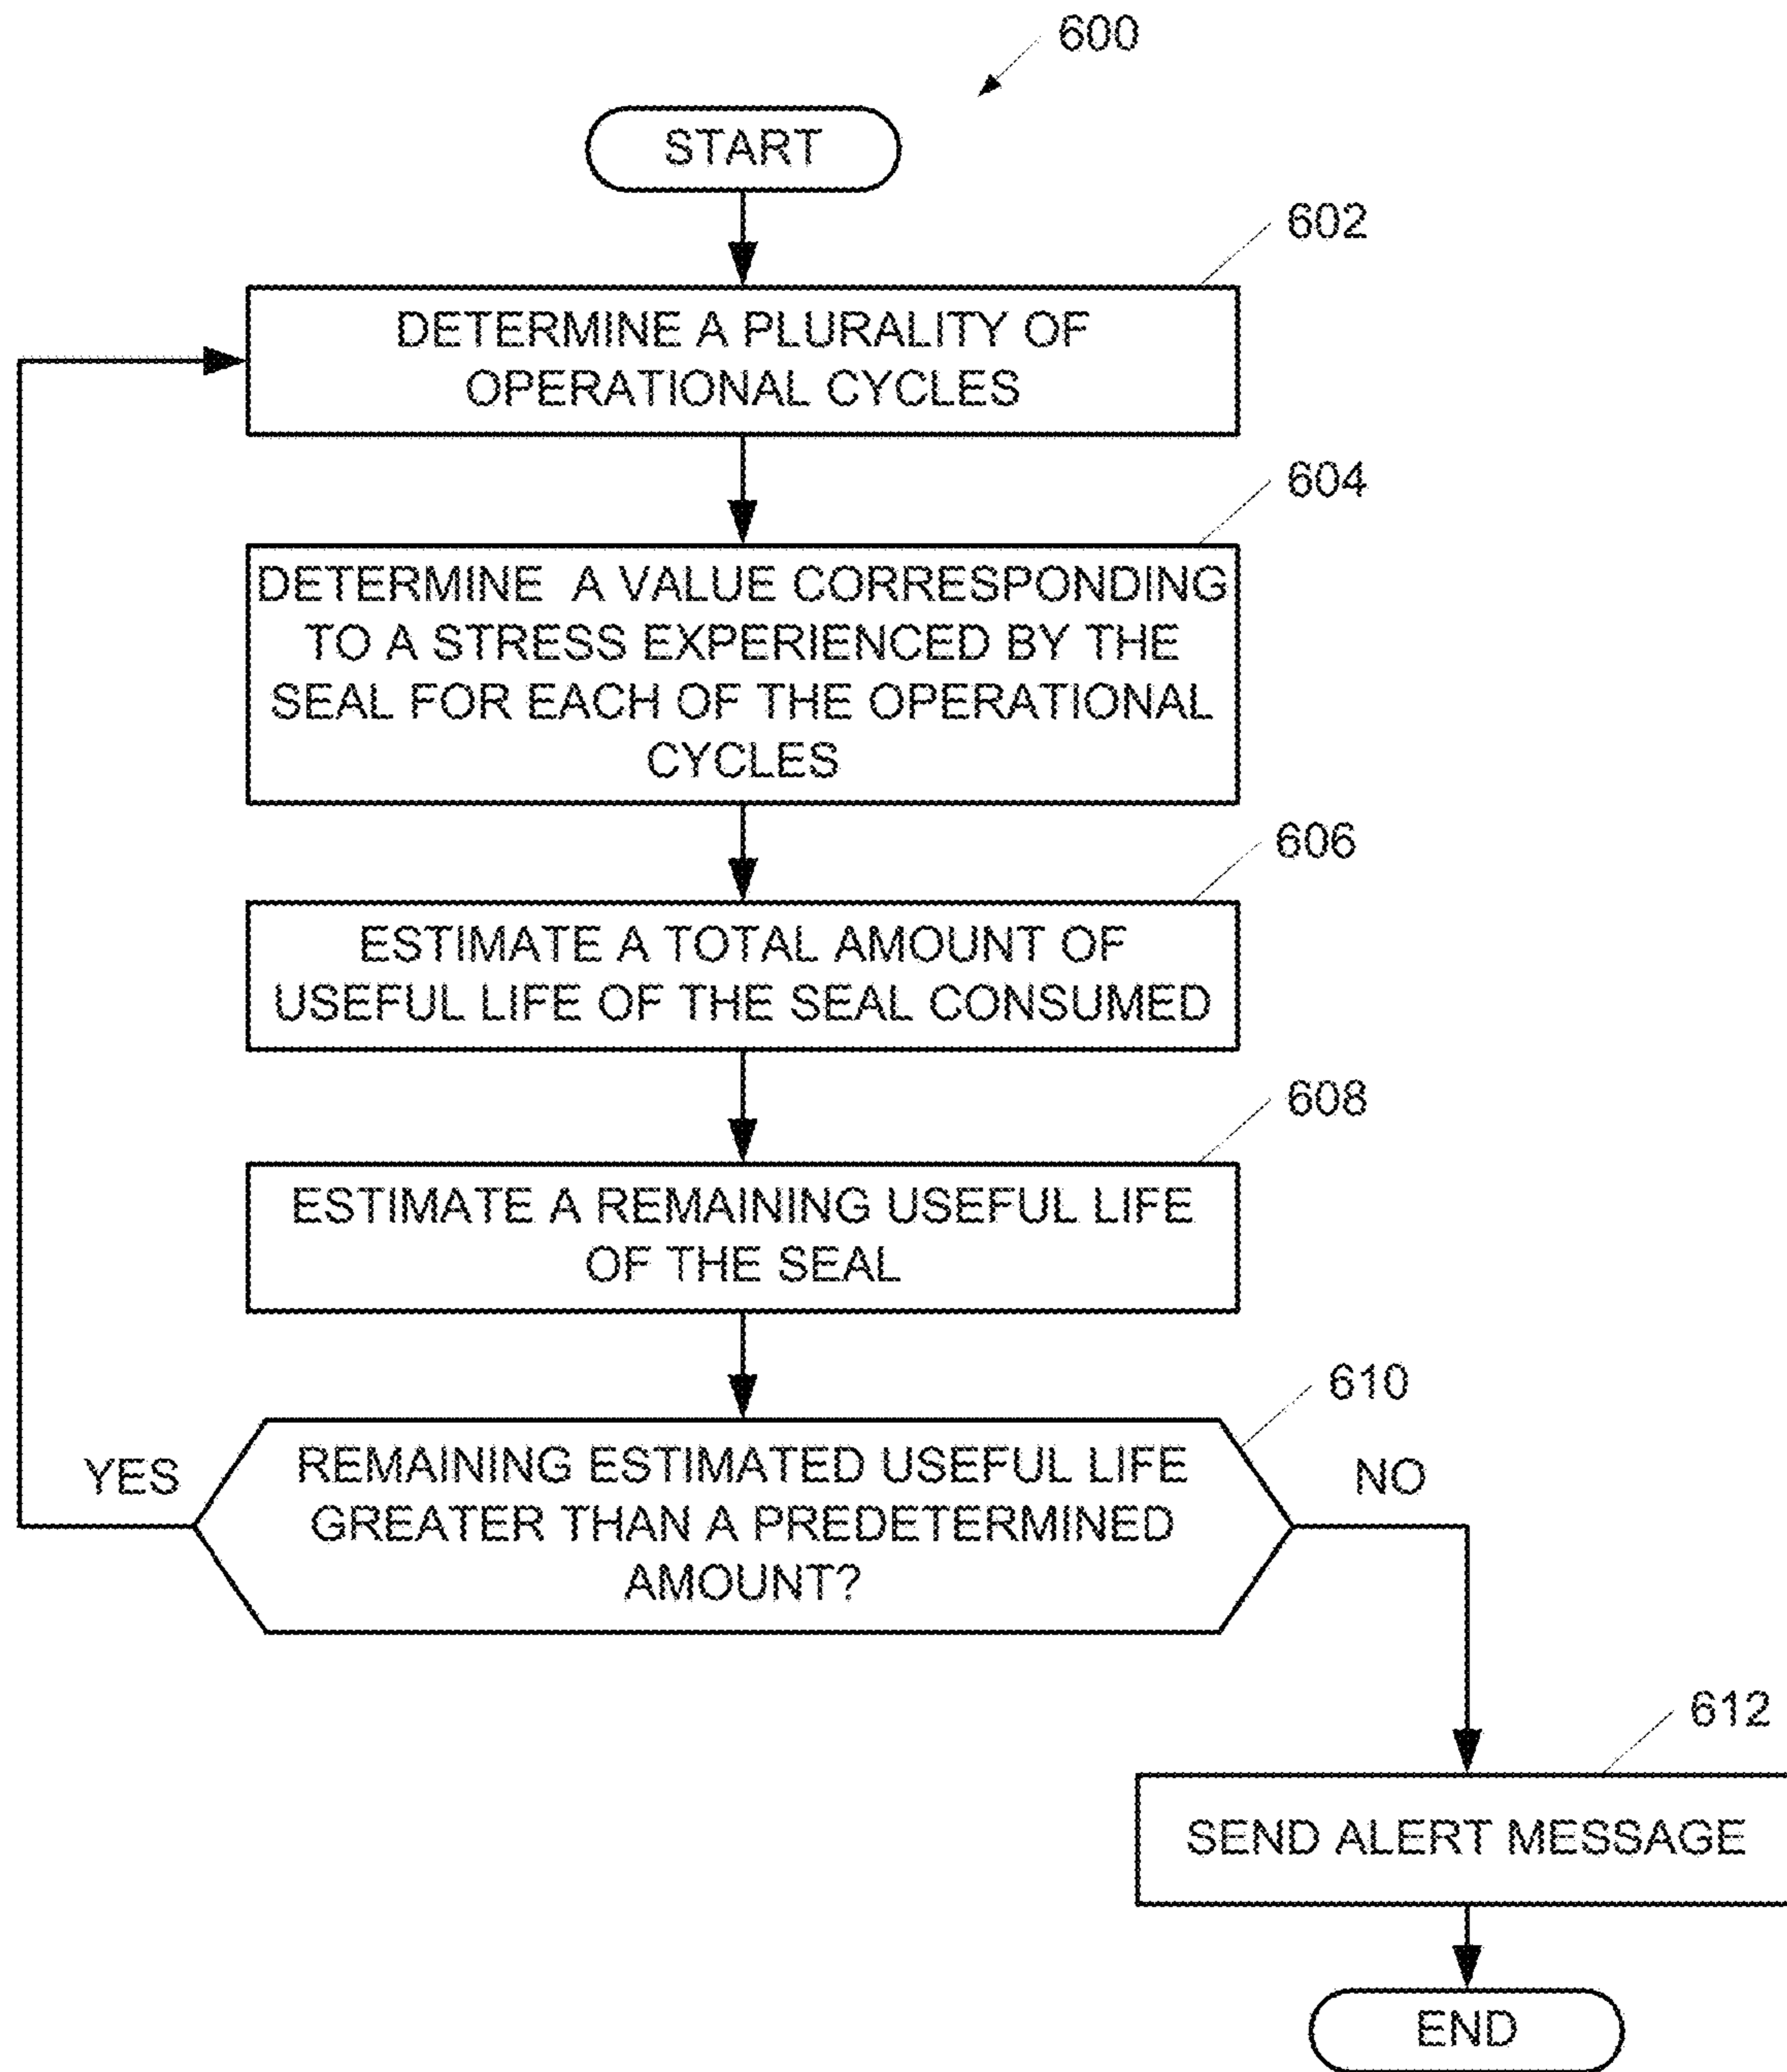 600
START
602
DETERMINE A PLURALITY OF
OPERATIONAL CYCLES
604
DETERMINE A VALUE CORRESPONDING
TO A STRESS EXPERIENCED BY THE
SEAL FOR EACH OF THE OPERATIONAL
CYCLES
606
ESTIMATE A TOTAL AMOUNT OF
USEFUL LIFE OF THE SEAL CONSUMED
608
ESTIMATE A REMAINING USEFUL LIFE
OF THE SEAL
610
YES
REMAINING ESTIMATED USEFUL LIFE
GREATER THAN A PREDETERMINED
AMOUNT?
NO
612
SEND ALERT MESSAGE
END